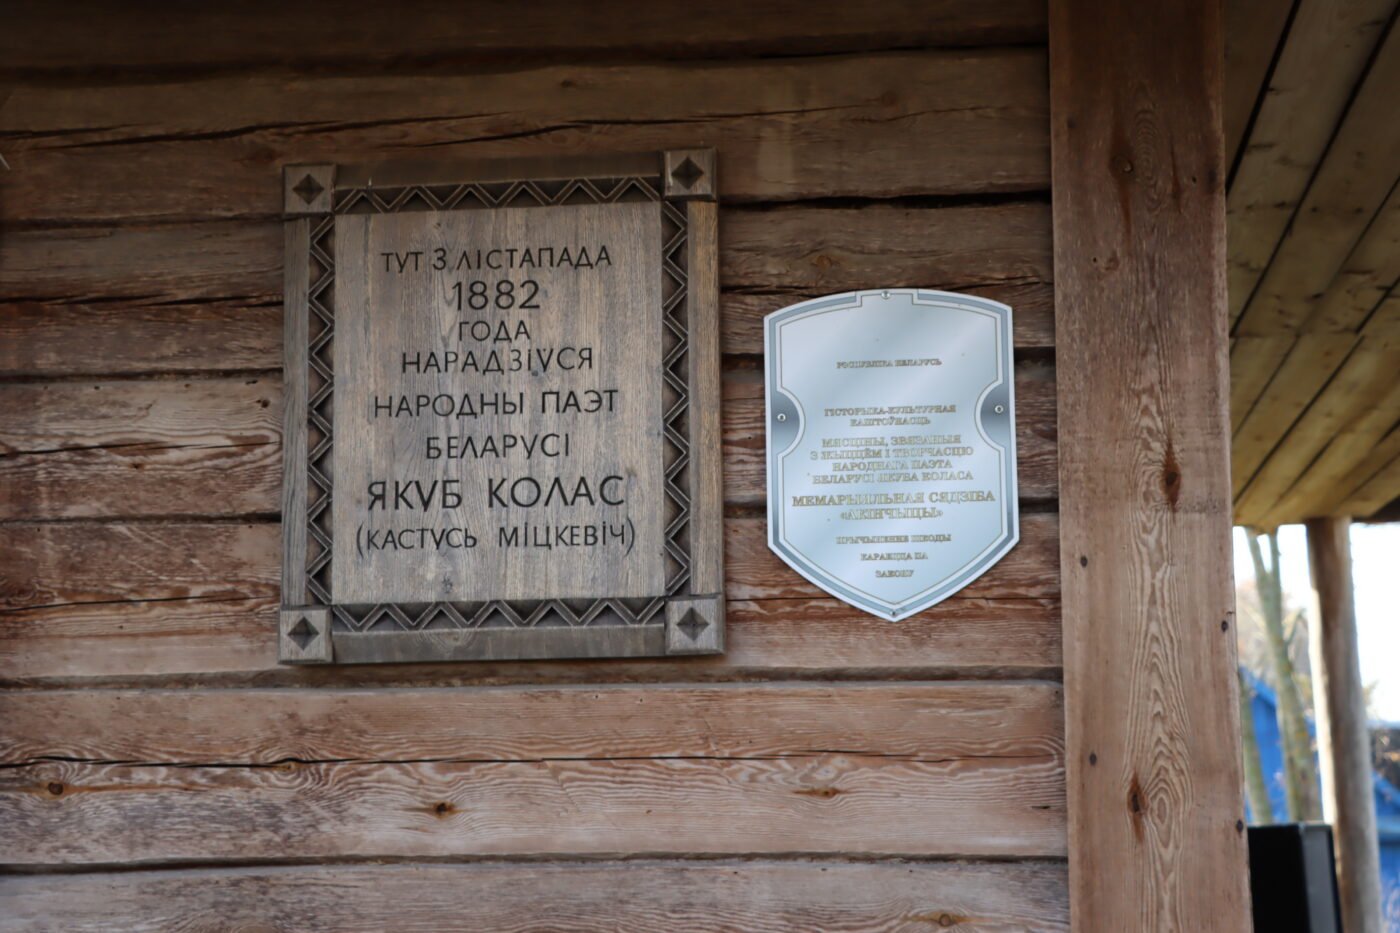 ТУТ 3 ЛІСТАПАДА
1882
ГОДА
НАРАДЗІУСЯ
НАРОДНЫ ПАЭТ
БЕЛАРУСІ
ЯКУБ КОЛАС
(КАСТУСЬ МІЦКЕВІЧ)
РЭСПУБЛІКА БЕЛАРУСЬ
ГІСТОРЫКА-КУЛЬТУРНАЯ
КАШТОЎНАСЦЬ
МЯСЦІНЫ, ЗВЯЗАНЫЯ
З ЖЫЦЦЁМ І ТВОРЧАСЦЮ
НАРОДНАГА ПАЭТА
БЕЛАРУСІ ЯКУБА КОЛАСА
МЕМАРЫЯЛЬНАЯ СЯДЗІБА
«АКІНЧЫЦЫ»
ПРЫЧЫНЕННЕ ШКОДЫ
КАРАЕЦЦА ПА
ЗАКОНУ